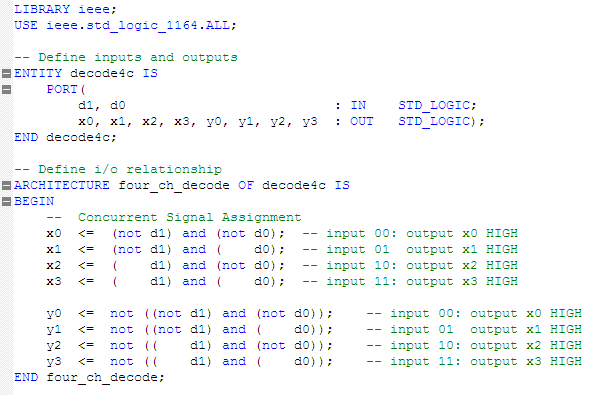 LIBRARY ieee;
USE ieee.std_logic_1164.ALL;
-- Define inputs and outputs
ENTITY decode4c IS
PORT(
d1, d0 : IN STD_LOGIC;
x0, x1, x2, x3, y0, y1, y2, y3 : OUT STD_LOGIC);
END decode4c;
-- Define i/o relationship
ARCHITECTURE four_ch_decode OF decode4c IS
BEGIN
-- Concurrent Signal Assignment
x0 <= (not d1) and (not d0); -- input 00: output x0 HIGH
x1 <= (not d1) and ( d0); -- input 01 output x1 HIGH
x2 <= ( d1) and (not d0); -- input 10: output x2 HIGH
x3 <= ( d1) and ( d0); -- input 11: output x3 HIGH
y0 <= not ((not d1) and (not d0)); -- input 00: output x0 HIGH
y1 <= not ((not d1) and ( d0)); -- input 01 output x1 HIGH
y2 <= not (( d1) and (not d0)); -- input 10: output x2 HIGH
y3 <= not (( d1) and ( d0)); -- input 11: output x3 HIGH
END four_ch_decode;